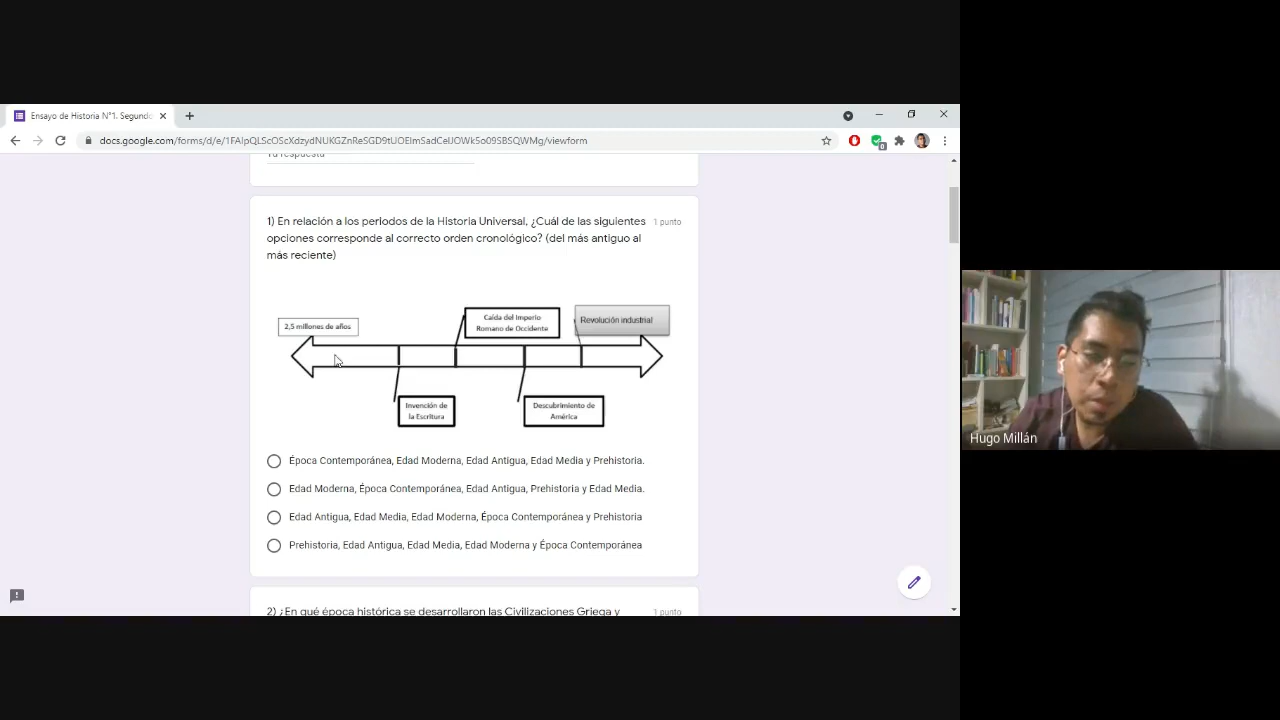 Ensayo de Historia N°1. Segundo
docs.google.com/forms/d/e/1FAIpQLScOScXdzydNUKGZnReSGD9tUOEImSadCeIJOWk5o09SBSQWMg/viewform
Tu respuesta
1) En relación a los periodos de la Historia Universal, ¿Cuál de las siguientes
opciones corresponde al correcto orden cronológico? (del más antiguo al
más reciente)
1 punto
2,5 millones de años
Caída del Imperio
Romano de Occidente
Revolución industrial
Invención de
la Escritura
Descubrimiento de
América
Época Contemporánea, Edad Moderna, Edad Antigua, Edad Media y Prehistoria.
Edad Moderna, Época Contemporánea, Edad Antigua, Prehistoria y Edad Media.
Edad Antigua, Edad Media, Edad Moderna, Época Contemporánea y Prehistoria
Prehistoria, Edad Antigua, Edad Media, Edad Moderna y Época Contemporánea
2) ¿En qué época histórica se desarrollaron las Civilizaciones Griega y
1 punto
Hugo Millán